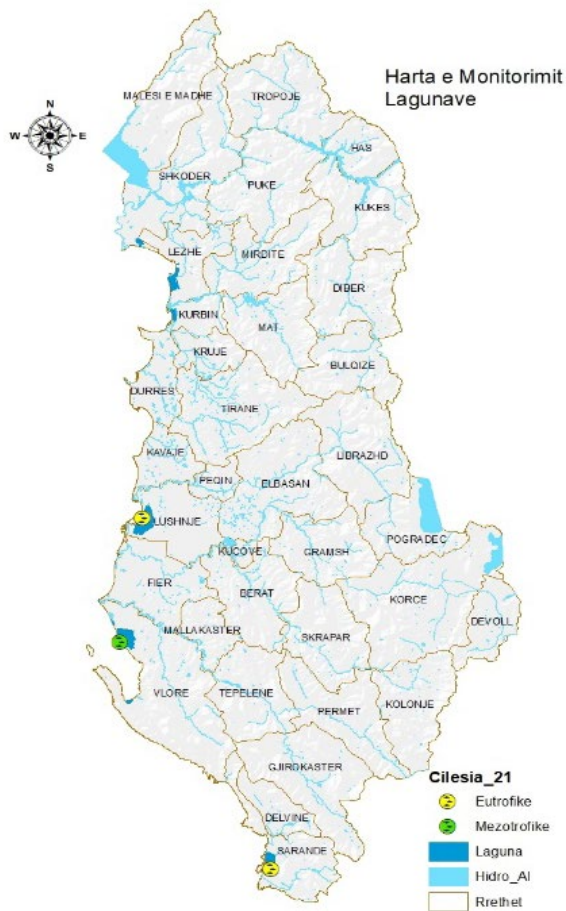 Harta e Monitorimit
Lagunave
N
W E
S
MALESI E MADHE
TROPOJE
HAS
SHKODER
PUKE
KUKES
LEZHE
MIRDITE
DIBER
KURBIN
MAT
KRUJE
BULQIZE
DURRES
TIRANE
KAVAJE
LIBRAZHD
PEQIN
ELBASAN
LUSHNJE
POGRADEC
KUCOVE
GRAMSH
FIER
BERAT
KORCE
DEVOLL
MALLAKASTER
SKRAPAR
VLORE
TEPELENE
KOLONJE
PERMET
GJIROKASTER
DELVINE
SARANDE
Cilesia_21
Eutrofike
Mezotrofike
Laguna
Hidro_Al
Rrethet